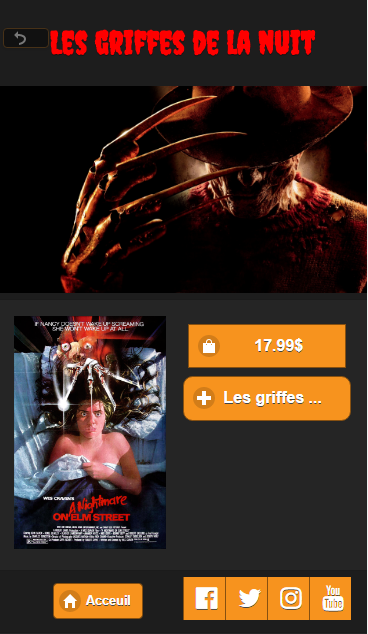 LES GRIFFES DE LA NUIT
IF NANCY DOESN'T WAKE UP SCREAMING
SHE WON'T WAKE UP AT ALL.
17.99$
Les griffes ...
WES CRAVEN'S
A Nightmare
ON ELM STREET
Acceuil
You
Tube